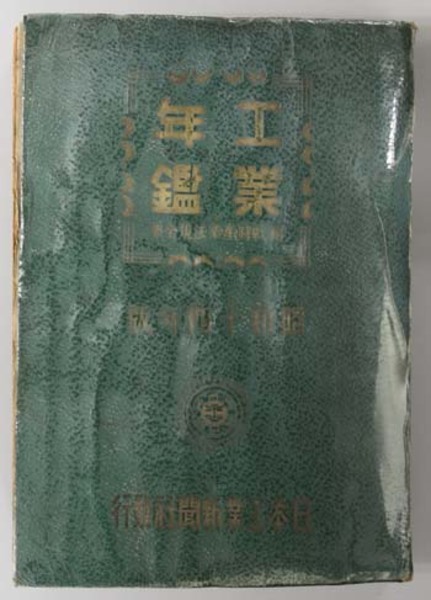 工業
年鑑
昭和十四年版
日本工業新聞社發行